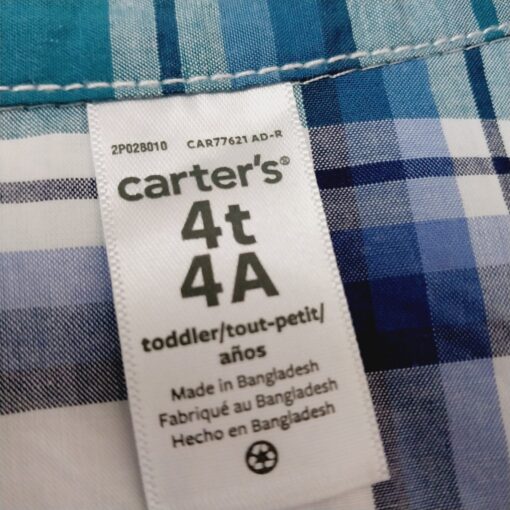 2P028010 CAR77621 AD-R
carter's®
4t
4A
toddler/tout-petit/
años
Made in Bangladesh
Fabriqué au Bangladesh
Hecho en Bangladesh